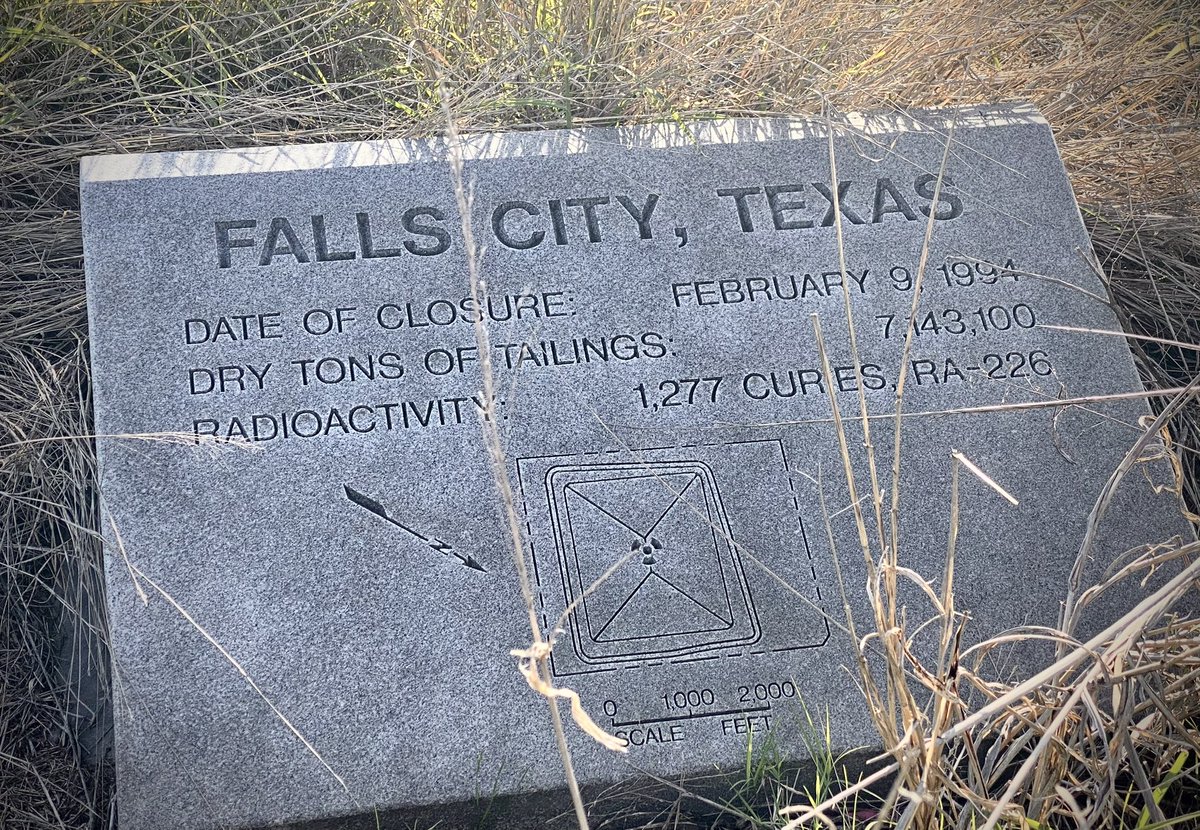 FALLS CITY, TEXAS
DATE OF CLOSURE: FEBRUARY 9, 1994
DRY TONS OF TAILINGS: 7,143,100
RADIOACTIVITY: 1,277 CURIES, RA-226
N
0 1,000 2,000
SCALE FEET